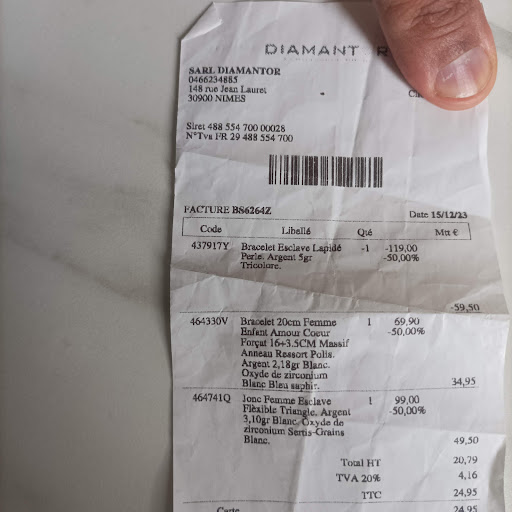 DIAMANT
SARL DIAMANTOR
0466234885
148 rue Jean Lauret
30900 NIMES
Siret 488 554 700 00028
N°Tva FR 29 488 554 700
FACTURE B86264Z Date 15/12/23
Code Libellé Qté Mtt €
437917Y Bracelet Esclave Lapidé -1 -119,00
Perle. Argent 5gr -50,00%
Tricolore.
-59,50
464330V Bracelet 20cm Femme 1 69,90
Enfant Amour Coeur -50,00%
Forçat 16+3.5CM Massif
Anneau Ressort Polis.
Argent 2,18gr Blanc.
Oxyde de zirconium
Blanc Bleu saphir. 34,95
464741Q Jonc Femme Esclave 1 99,00
Fléxible Triangle. Argent -50,00%
3,10gr Blanc. Oxyde de
zirconium Sertis-Grains
Blanc. 49,50
Total HT 20,79
TVA 20% 4,16
TTC 24,95
Carte 24,95